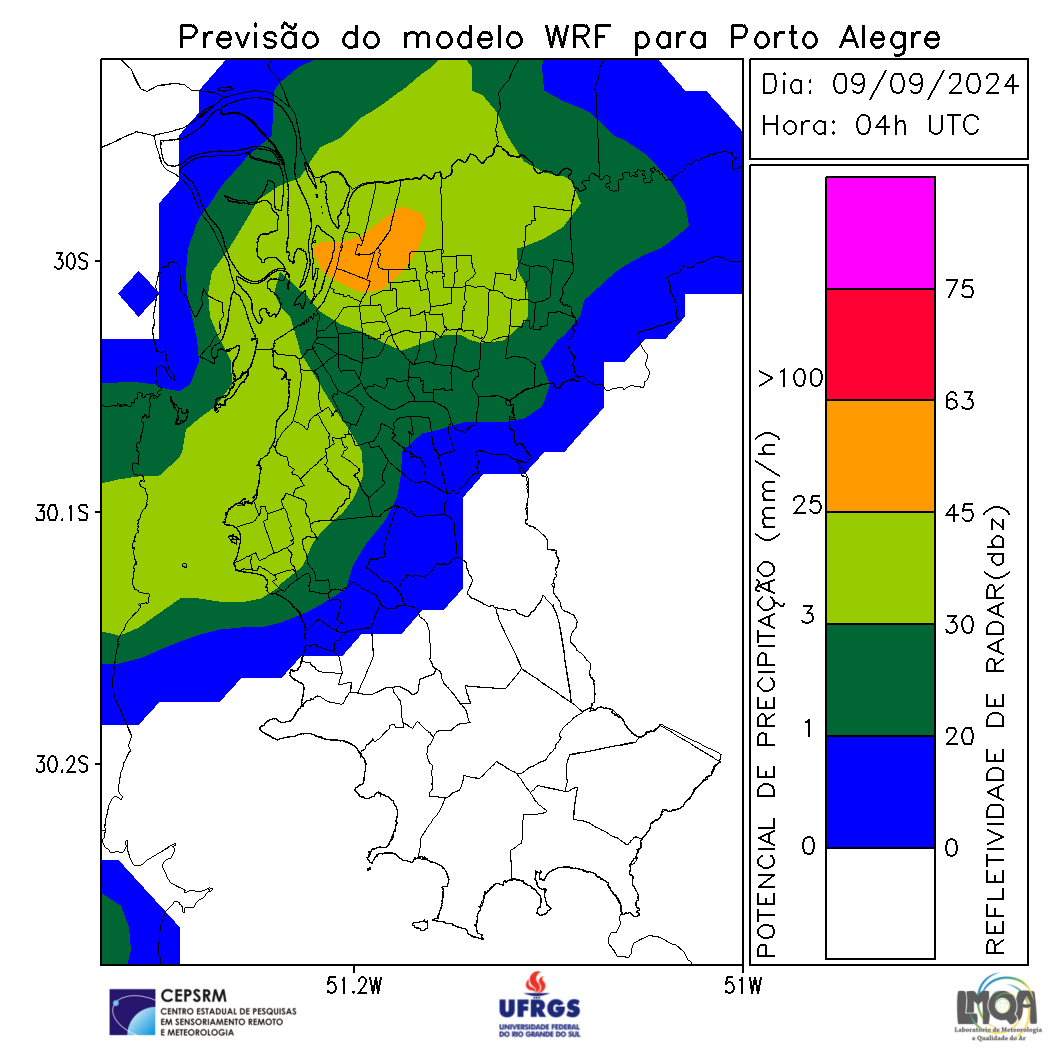 Previsão do modelo WRF para Porto Alegre
Dia: 09/09/2024
Hora: 04h UTC
30S
30.1S
30.2S
51.2W
51W
POTENCIAL DE PRECIPITAÇÃO (mm/h)
>100
25
3
1
0
75
63
45
30
20
0
REFLETIVIDADE DE RADAR(dbz)
CEPSRM
CENTRO ESTADUAL DE PESQUISAS
EM SENSORIAMENTO REMOTO
E METEOROLOGIA
UFRGS
UNIVERSIDADE FEDERAL
DO RIO GRANDE DO SUL
LMQA
Laboratório de Meteorologia
e Qualidade do Ar